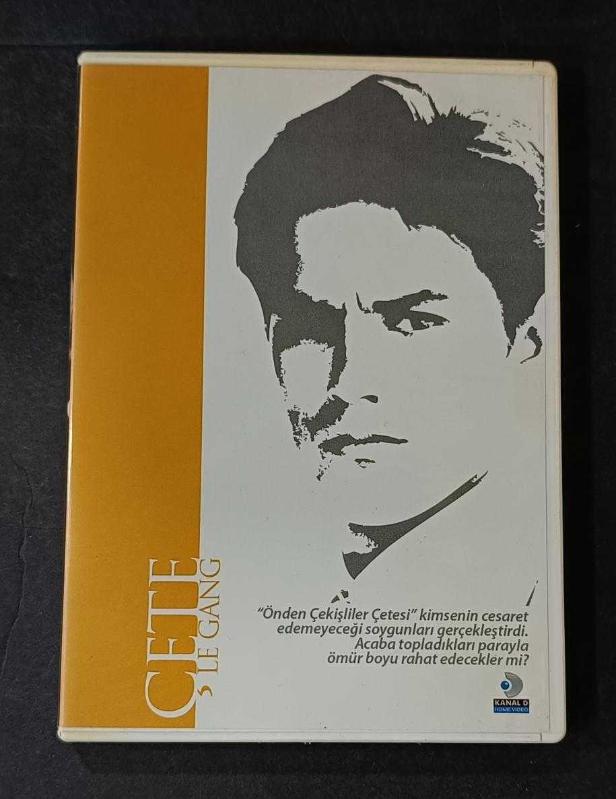 ÇETE
LE GANG
“Önden Çekişliler Çetesi” kimsenin cesaret
edemeyeceği soygunları gerçekleştirdi.
Acaba topladıkları parayla
ömür boyu rahat edecekler mi?
KANAL D
HOME VIDEO